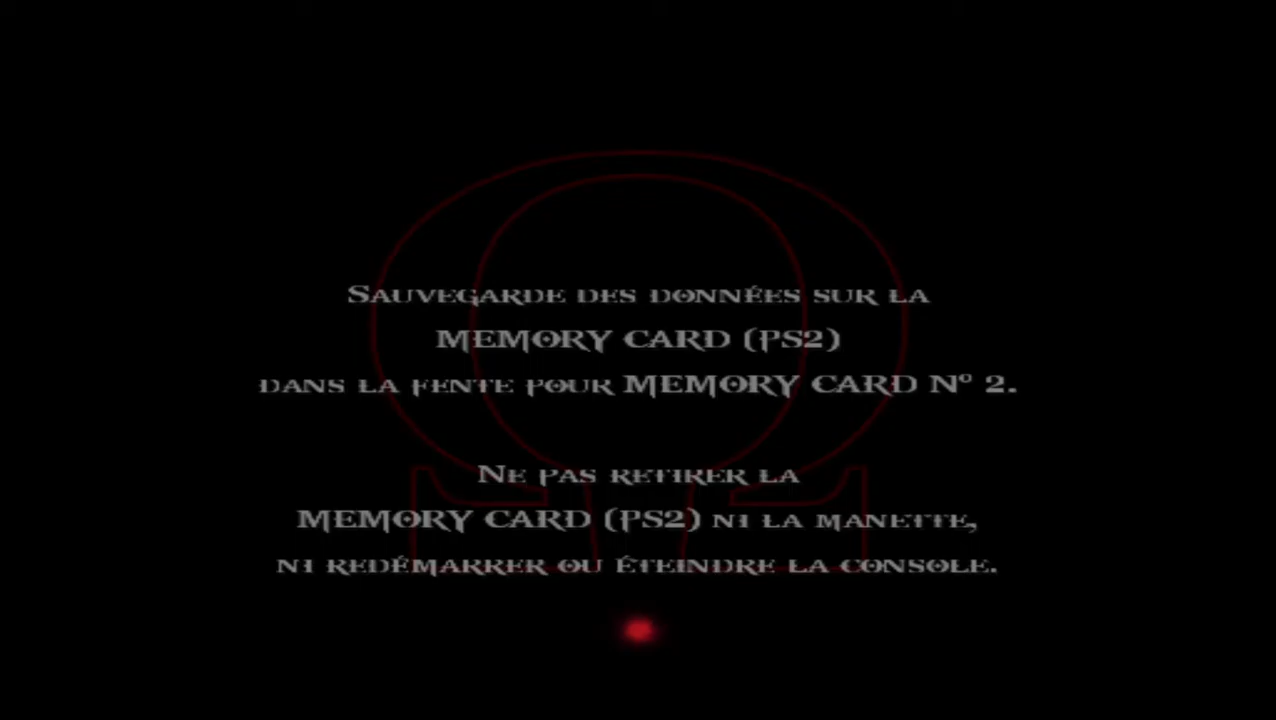 Sauvegarde des données sur la
MEMORY CARD (PS2)
dans la fente pour MEMORY CARD Nº 2.
Ne pas retirer la
MEMORY CARD (PS2) ni la manette,
ni redémarrer ou éteindre la console.